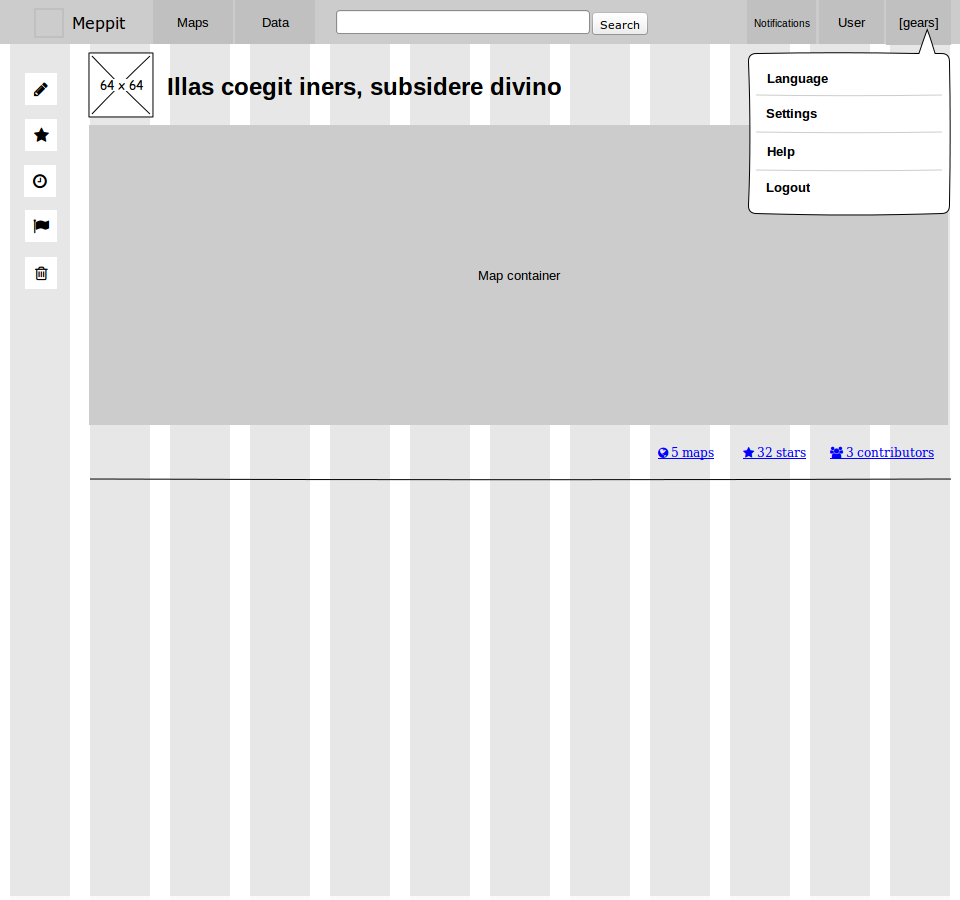 Meppit
Maps
Data
Search
Notifications
User
[gears]
64 x 64
Illas coegit iners, subsidere divino
Language
Settings
Help
Logout
Map container
5 maps
32 stars
3 contributors